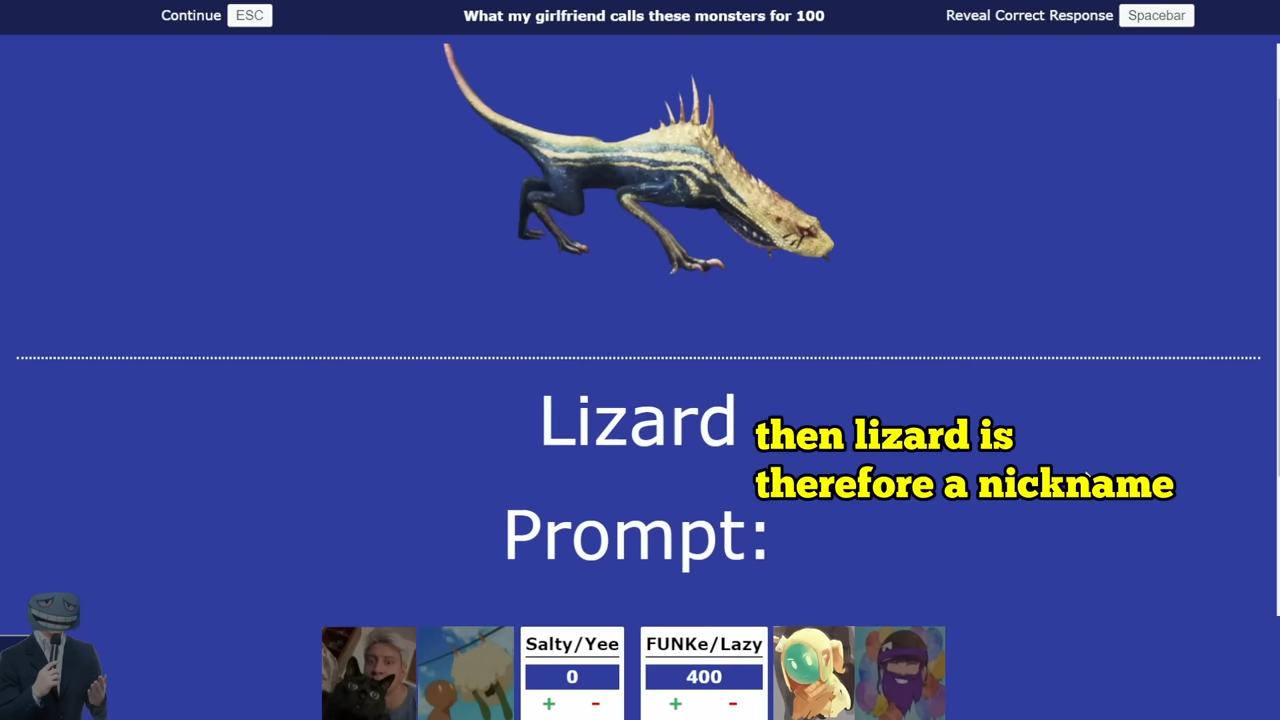 Continue ESC What my girlfriend calls these monsters for 100 Reveal Correct Response Spacebar
Lizard
then lizard is
therefore a nickname
Prompt:
Salty/Yee FUNKe/Lazy
0 400
+ - + -